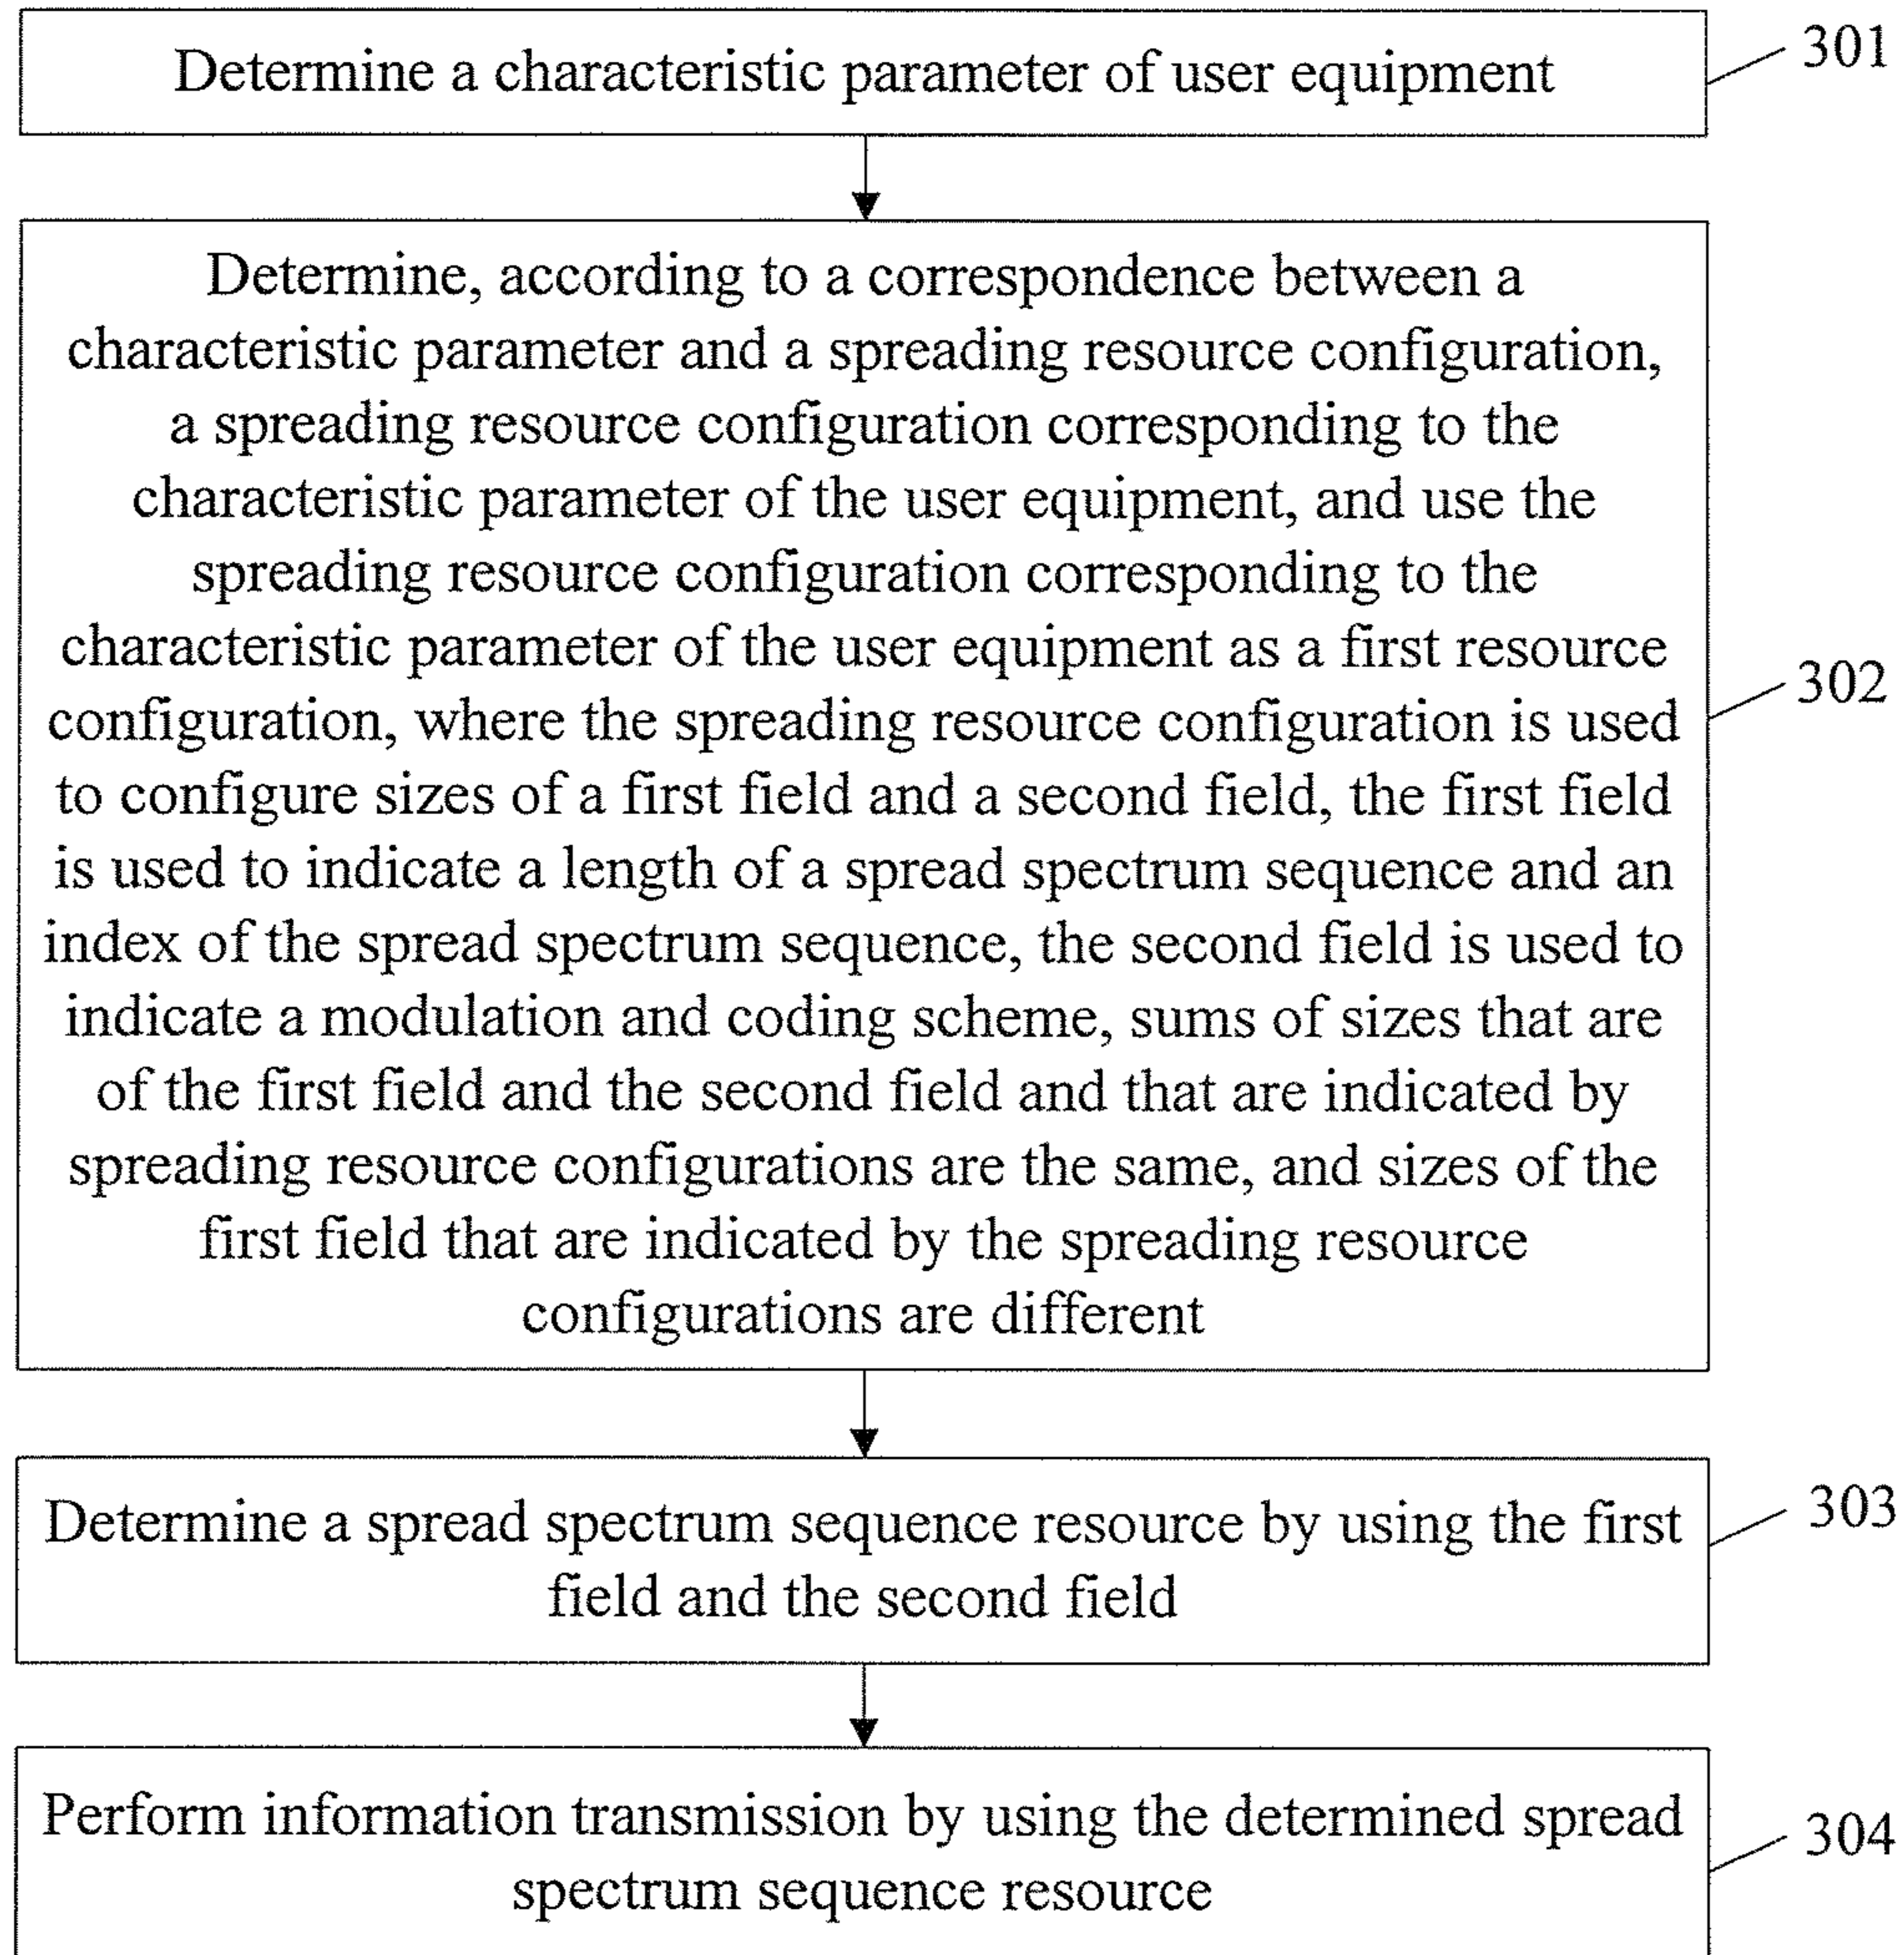 Determine a characteristic parameter of user equipment
301
Determine, according to a correspondence between a
characteristic parameter and a spreading resource configuration,
a spreading resource configuration corresponding to the
characteristic parameter of the user equipment, and use the
spreading resource configuration corresponding to the
characteristic parameter of the user equipment as a first resource
configuration, where the spreading resource configuration is used
to configure sizes of a first field and a second field, the first field
is used to indicate a length of a spread spectrum sequence and an
index of the spread spectrum sequence, the second field is used to
indicate a modulation and coding scheme, sums of sizes that are
of the first field and the second field and that are indicated by
spreading resource configurations are the same, and sizes of the
first field that are indicated by the spreading resource
configurations are different
302
Determine a spread spectrum sequence resource by using the first
field and the second field
303
Perform information transmission by using the determined spread
spectrum sequence resource
304